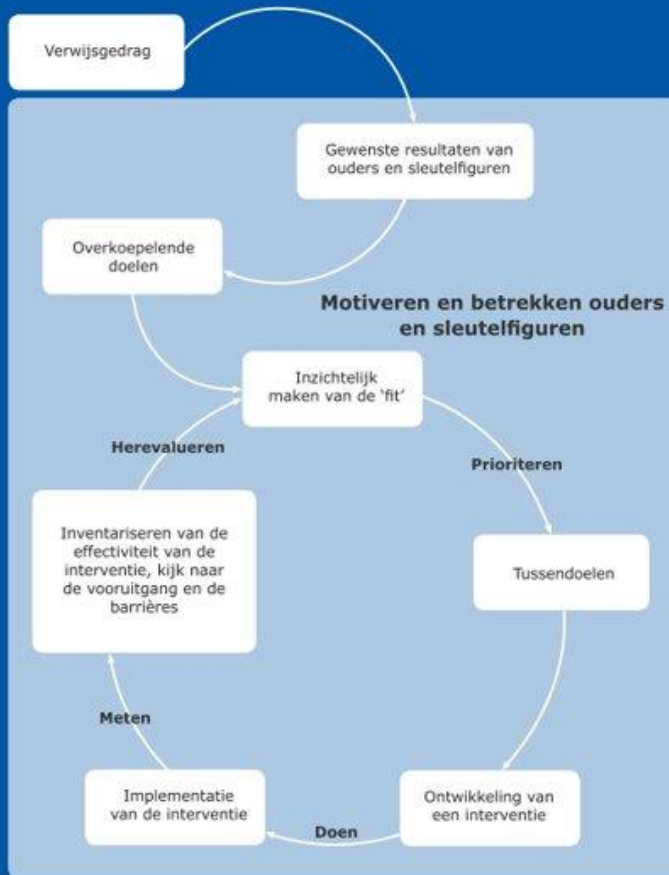 Verwijsgedrag
Gewenste resultaten van
ouders en sleutelfiguren
Overkoepelende
doelen
Motiveren en betrekken ouders
en sleutelfiguren
Inzichtelijk
maken van de ‘fit’
Herevalueren
Prioriteren
Inventariseren van de
effectiviteit van de
interventie, kijk naar
de vooruitgang en de
barrières
Tussendoelen
Meten
Implementatie
van de interventie
Doen
Ontwikkeling van
een interventie